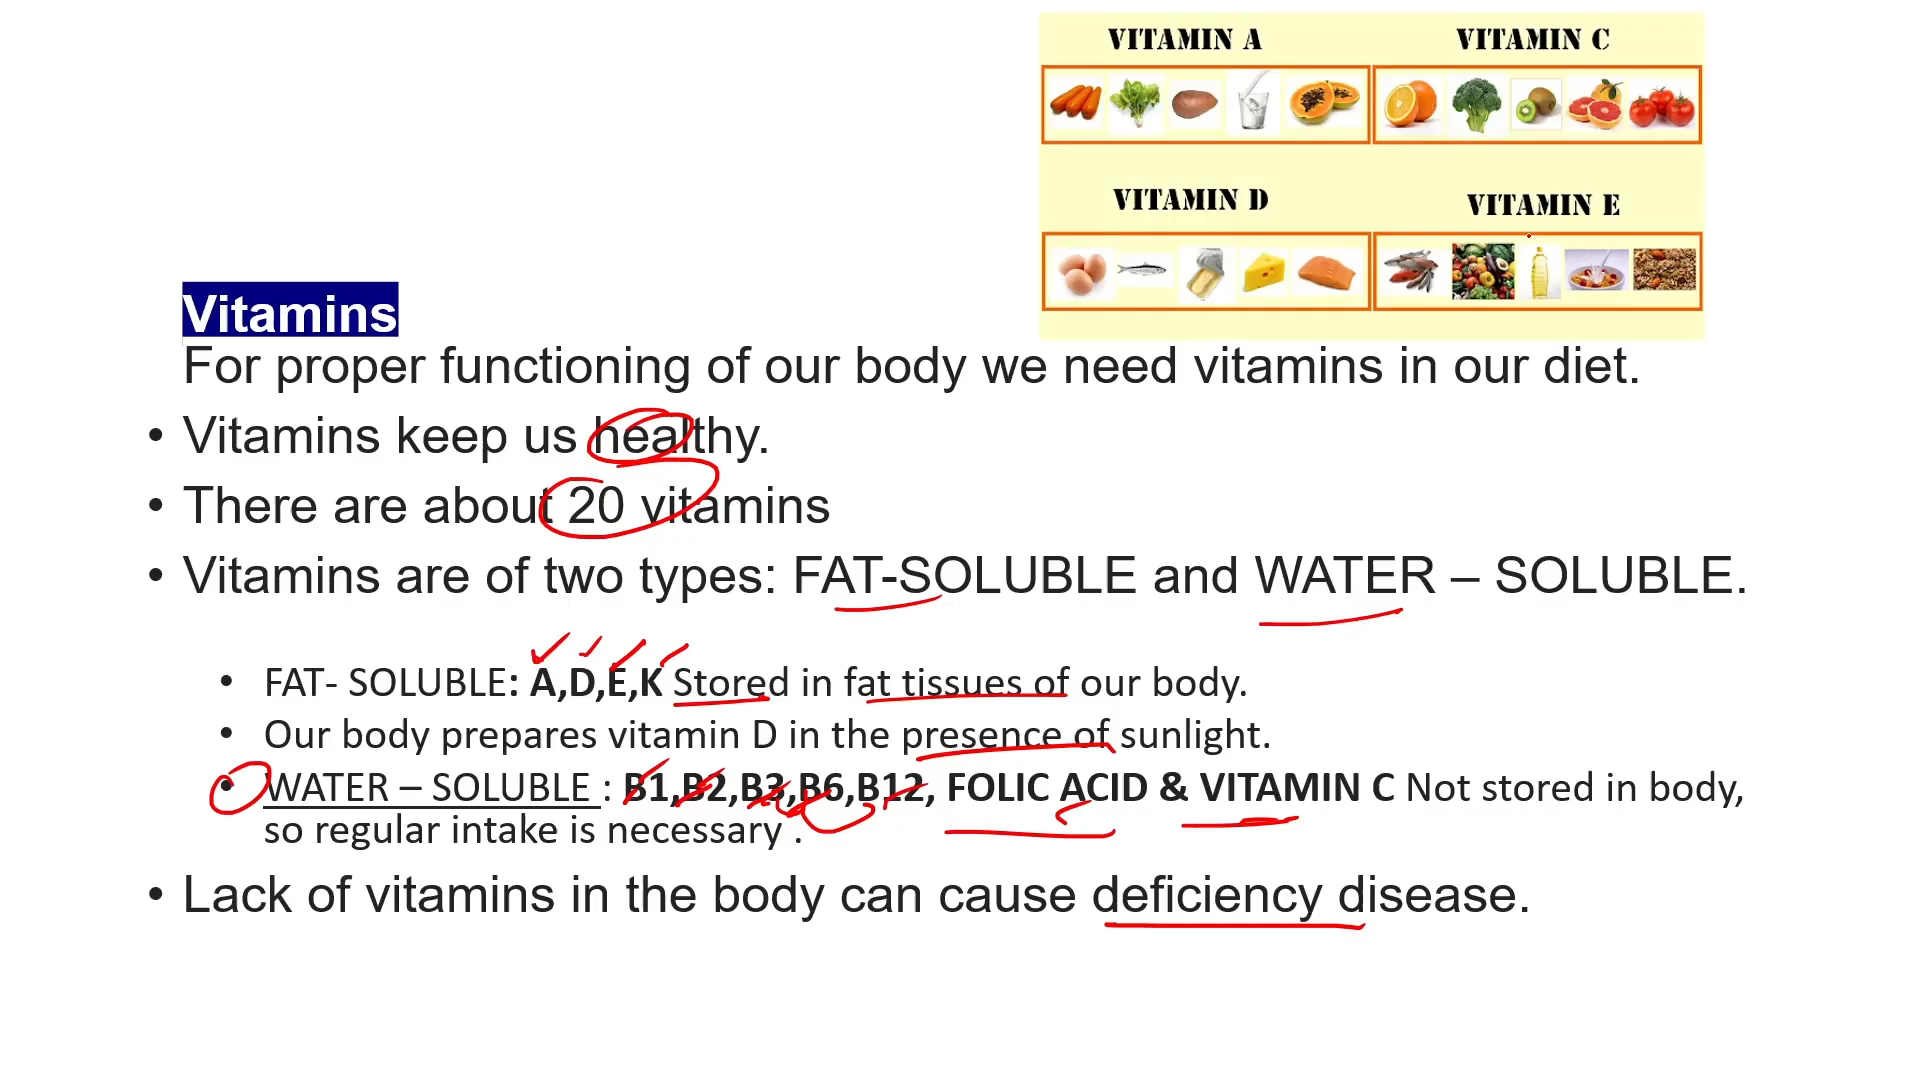 VITAMIN A
VITAMIN C
VITAMIN D
VITAMIN E
Vitamins
For proper functioning of our body we need vitamins in our diet.
• Vitamins keep us healthy.
• There are about 20 vitamins
• Vitamins are of two types: FAT-SOLUBLE and WATER – SOLUBLE.
• FAT- SOLUBLE: A,D,E,K Stored in fat tissues of our body.
• Our body prepares vitamin D in the presence of sunlight.
• WATER – SOLUBLE : B1,B2,B3,B6,B12, FOLIC ACID & VITAMIN C Not stored in body,
so regular intake is necessary .
• Lack of vitamins in the body can cause deficiency disease.